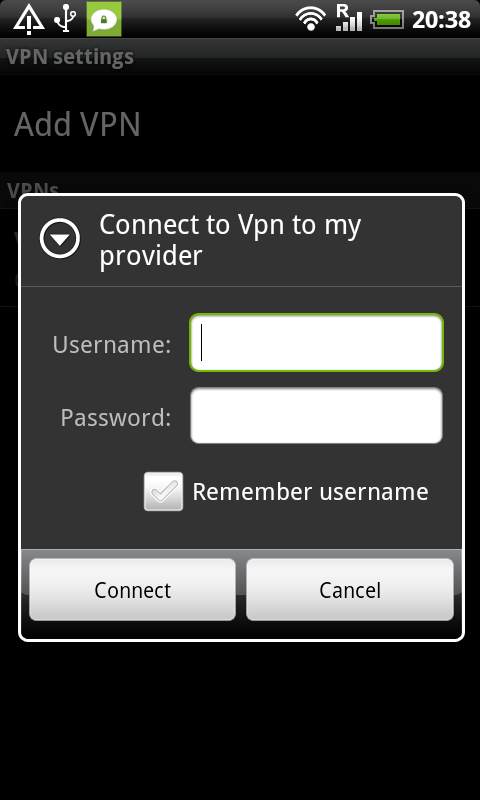 R
20:38
VPN settings
Add VPN
VPNs
Connect to Vpn to my
provider
Username:
Password:
Remember username
Connect
Cancel